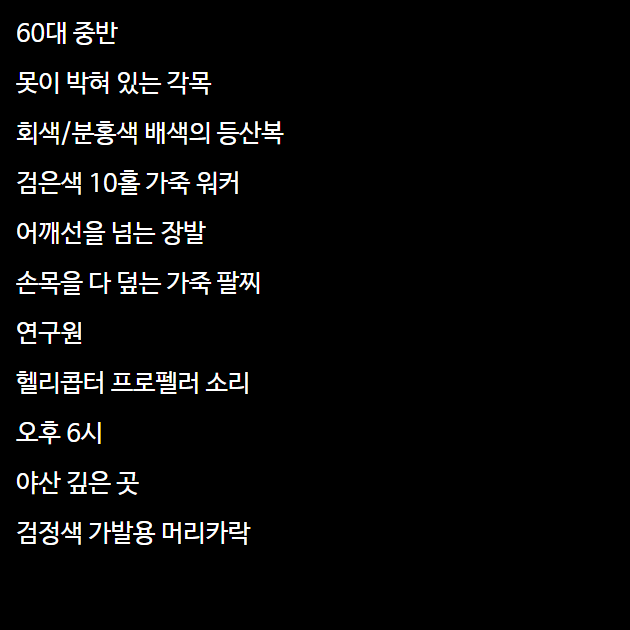 60대 중반
못이 박혀 있는 각목
회색/분홍색 배색의 등산복
검은색 10홀 가죽 워커
어깨선을 넘는 장발
손목을 다 덮는 가죽 팔찌
연구원
헬리콥터 프로펠러 소리
오후 6시
야산 깊은 곳
검정색 가발용 머리카락